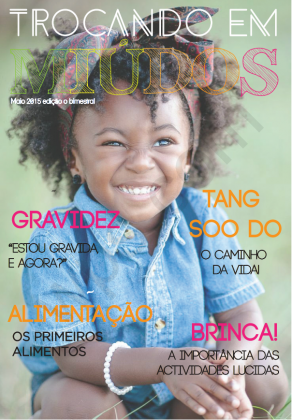 TROCANDO EM
MIÚDOS
Maio 2015 edição o bimestral
TANG
SOO DO
O CAMINHO
DA VIDA!
GRAVIDEZ
"ESTOU GRAVIDA
E AGORA?"
ALIMENTAÇÃO
OS PRIMEIROS
ALIMENTOS
BRINCA!
A IMPORTÂNCIA DAS
ACTIVIDADES LUCIDAS